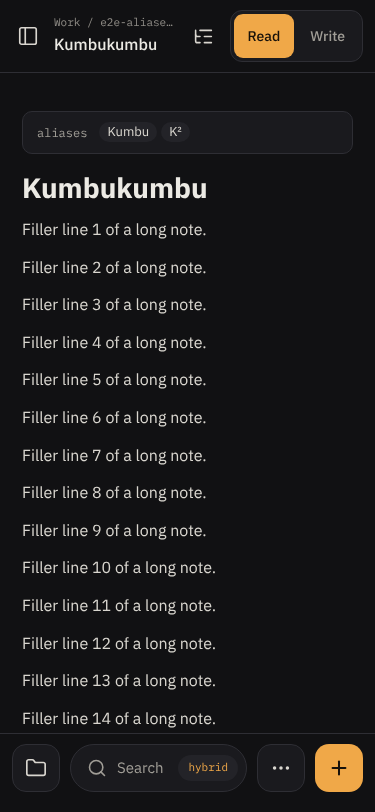 Work / e2e-aliase…
Kumbukumbu
Read
Write
aliases Kumbu K²
Kumbukumbu
Filler line 1 of a long note.
Filler line 2 of a long note.
Filler line 3 of a long note.
Filler line 4 of a long note.
Filler line 5 of a long note.
Filler line 6 of a long note.
Filler line 7 of a long note.
Filler line 8 of a long note.
Filler line 9 of a long note.
Filler line 10 of a long note.
Filler line 11 of a long note.
Filler line 12 of a long note.
Filler line 13 of a long note.
Filler line 14 of a long note.
Search hybrid